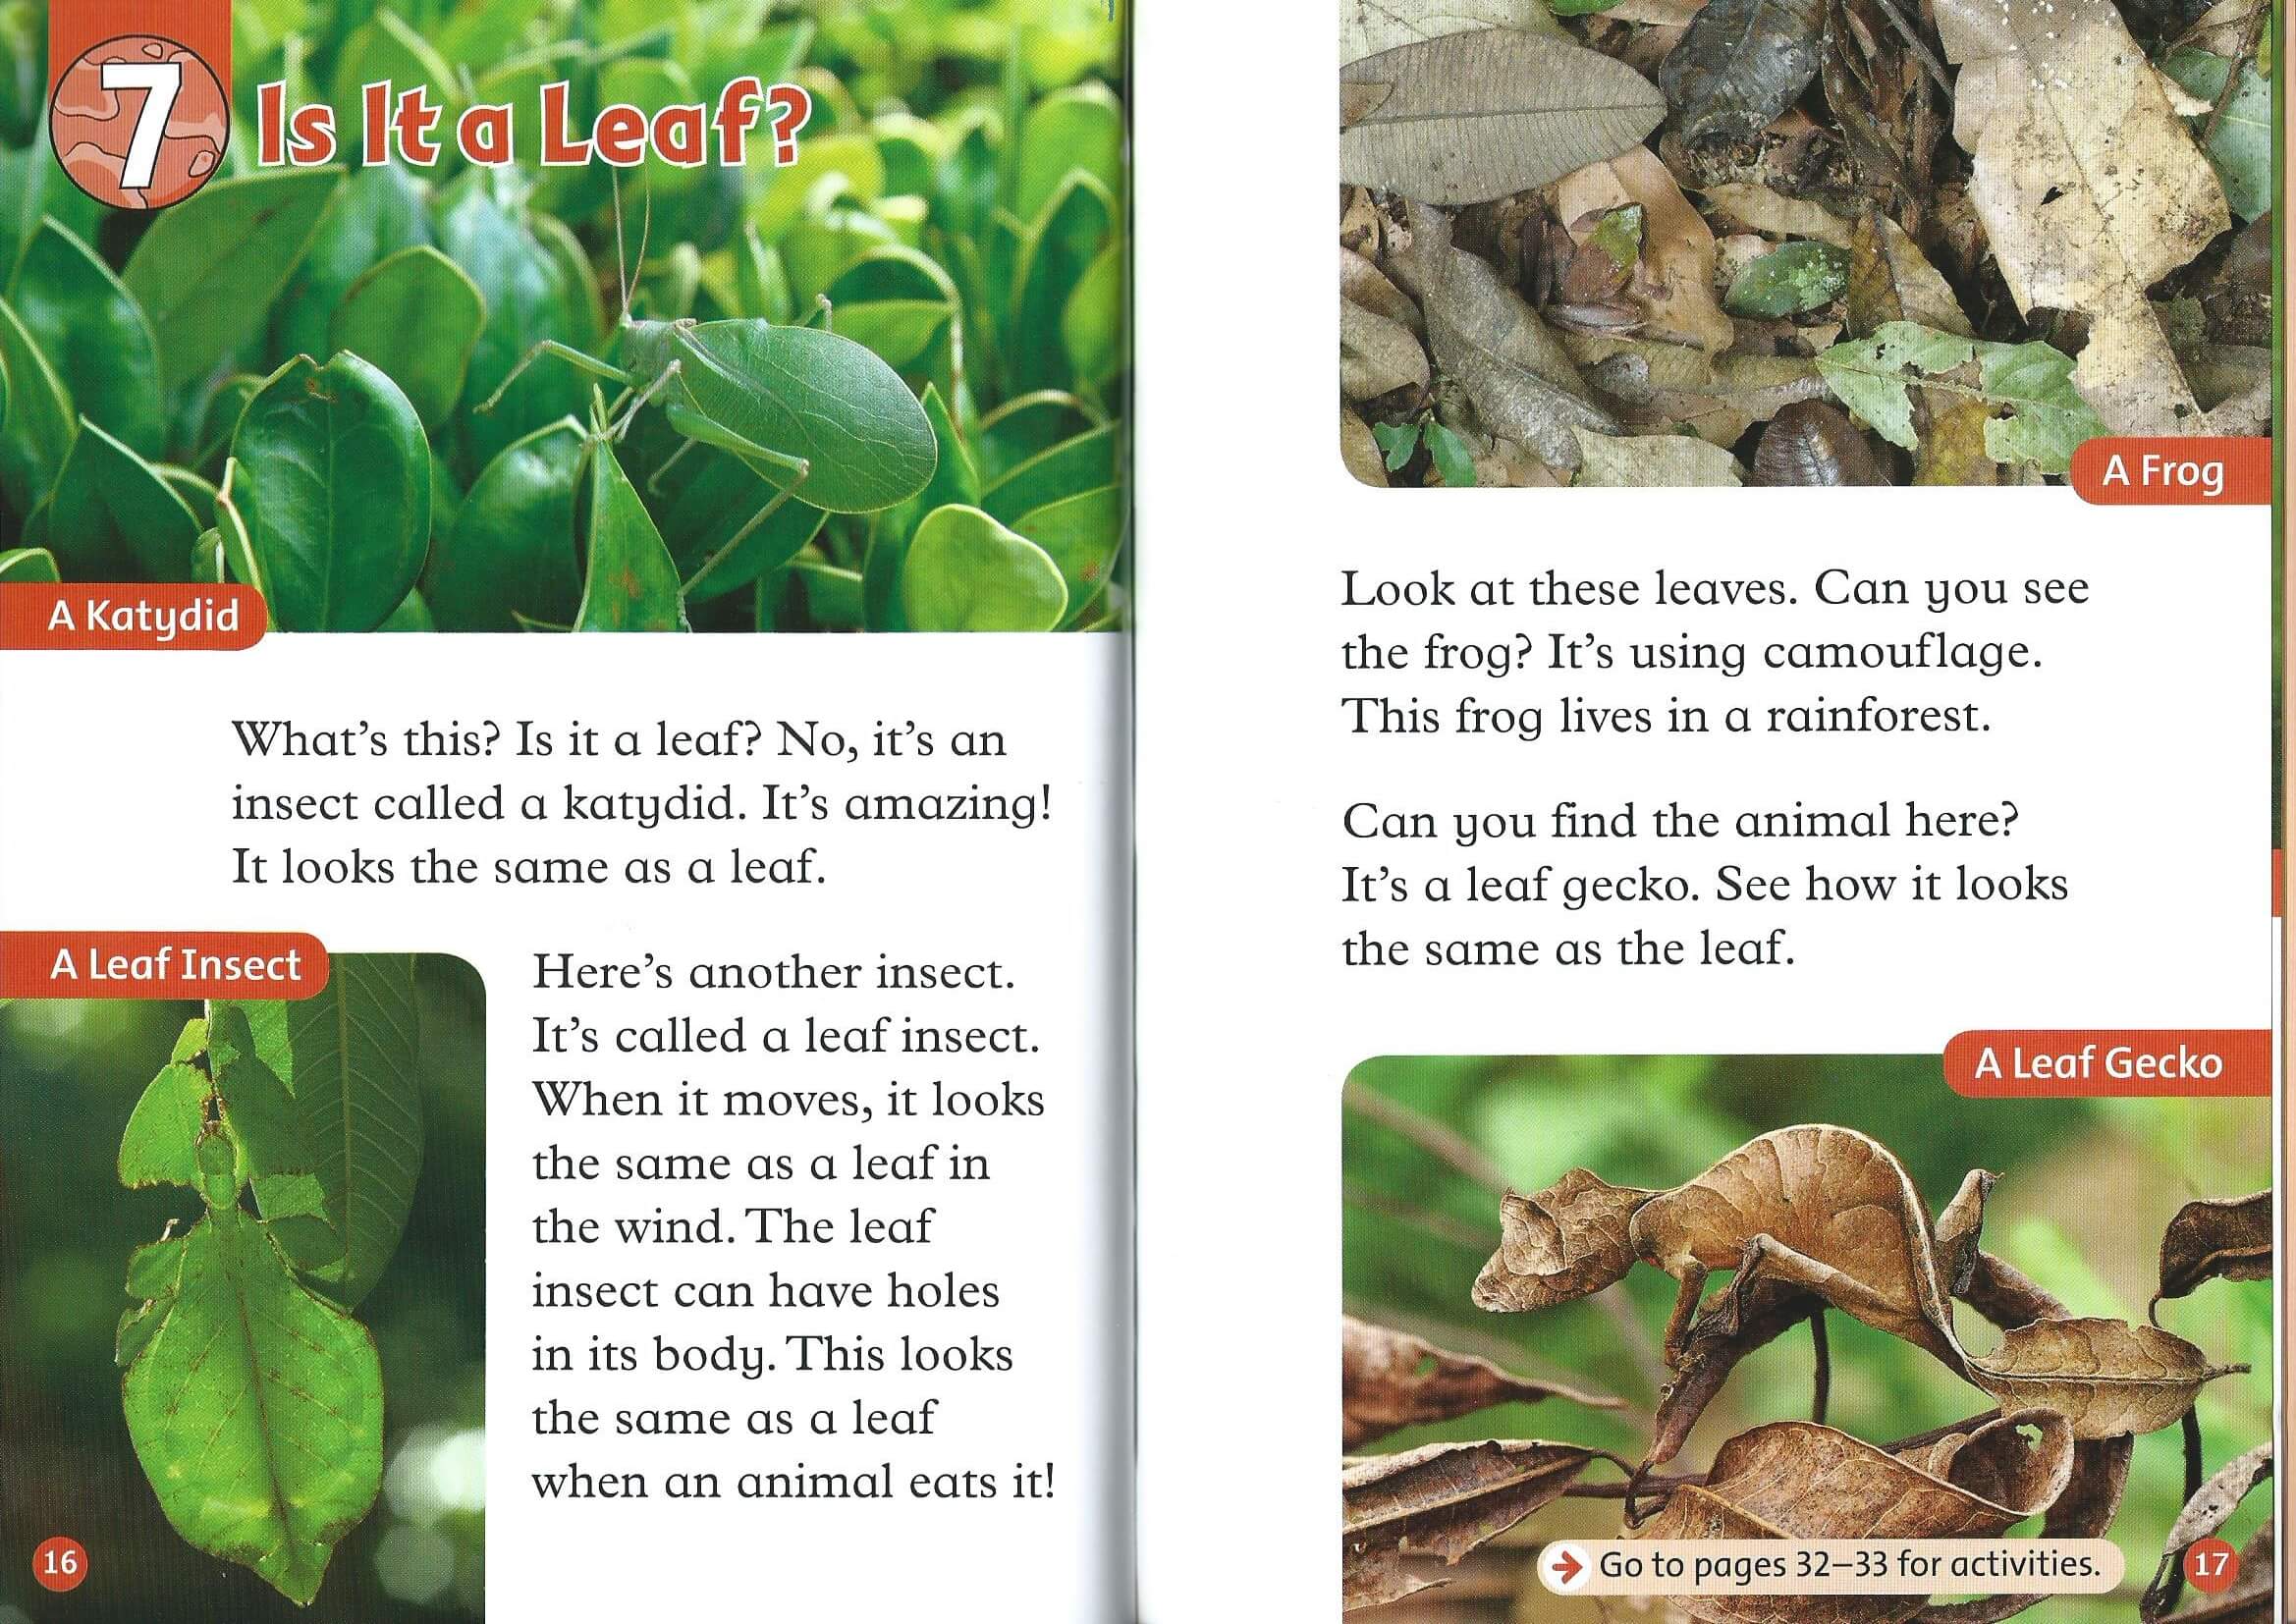 7
Is It a Leaf?
A Katydid
What's this? Is it a leaf? No, it's an
insect called a katydid. It's amazing!
It looks the same as a leaf.
A Leaf Insect
Here's another insect.
It's called a leaf insect.
When it moves, it looks
the same as a leaf in
the wind. The leaf
insect can have holes
in its body. This looks
the same as a leaf
when an animal eats it!
16
A Frog
Look at these leaves. Can you see
the frog? It's using camouflage.
This frog lives in a rainforest.
Can you find the animal here?
It's a leaf gecko. See how it looks
the same as the leaf.
A Leaf Gecko
Go to pages 32–33 for activities.
17